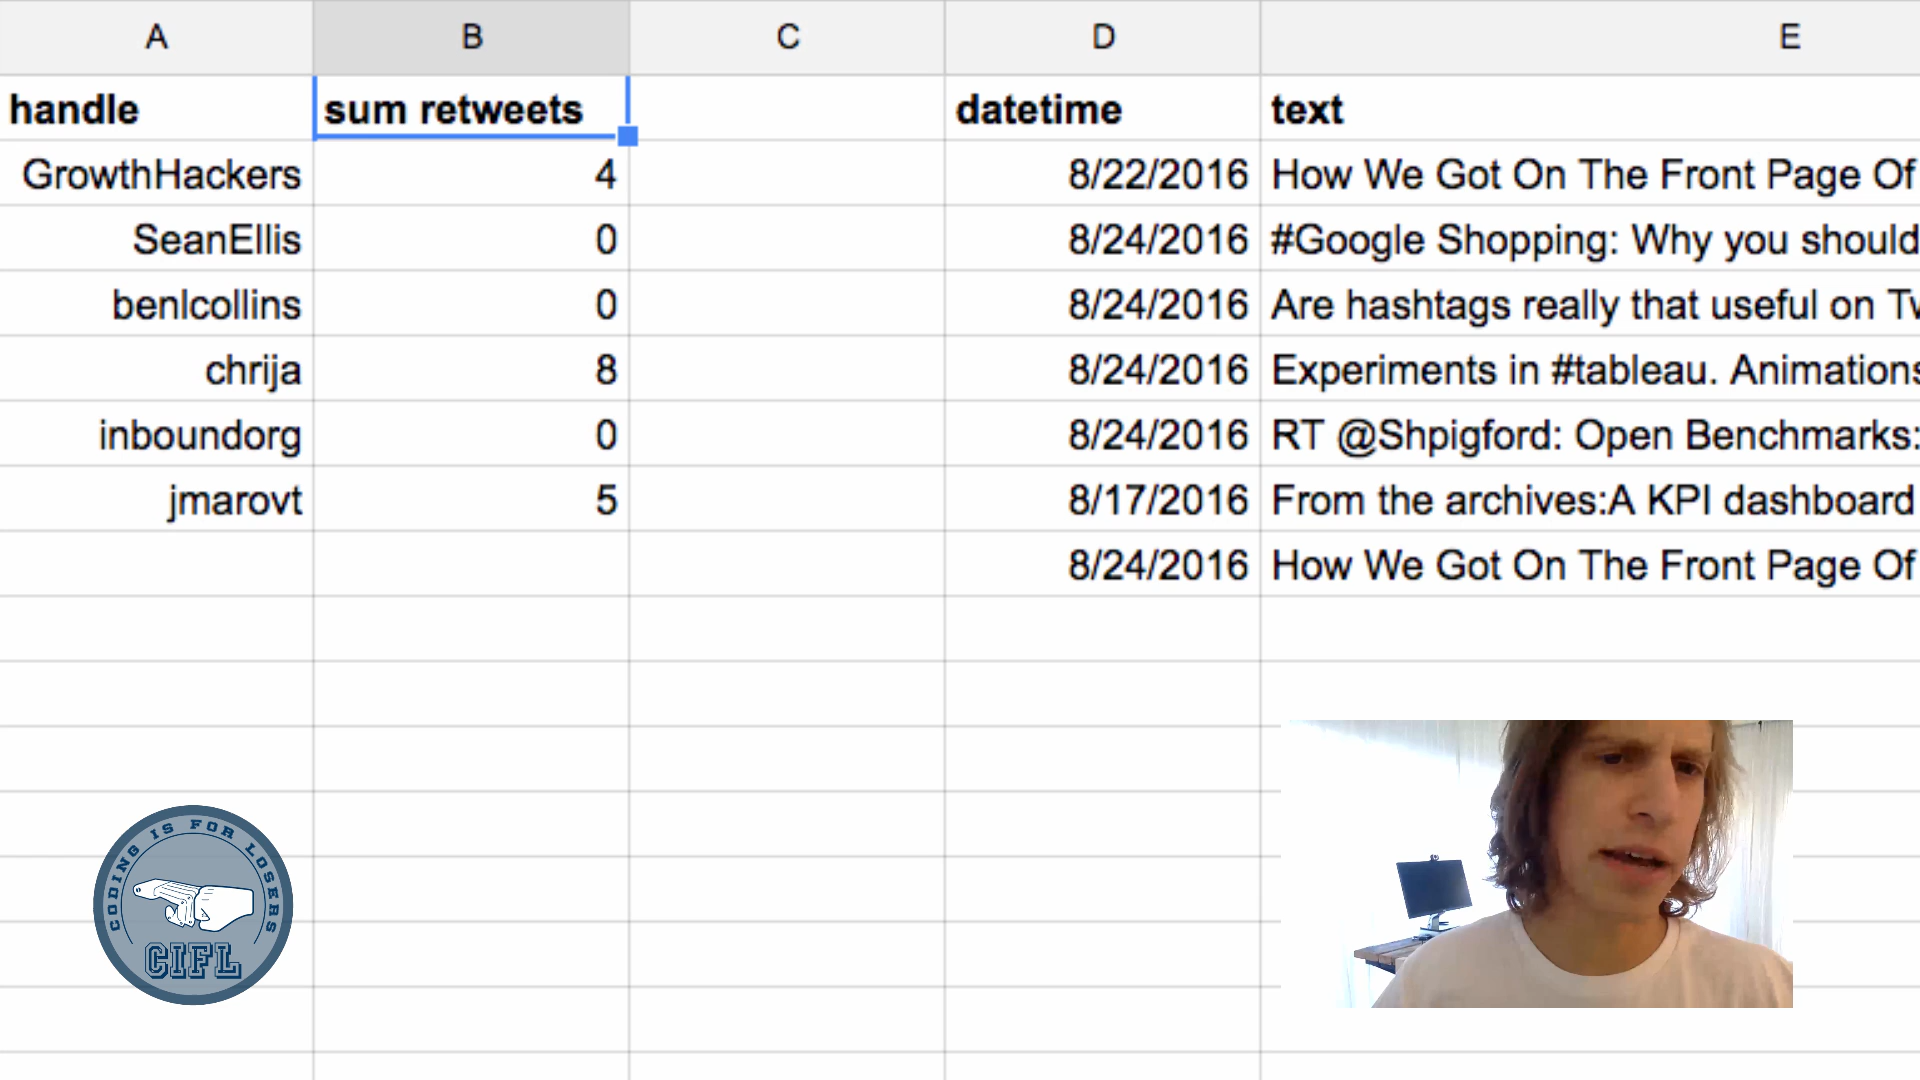 A B C D E
handle sum retweets datetime text
GrowthHackers 4 8/22/2016 How We Got On The Front Page Of
SeanEllis 0 8/24/2016 #Google Shopping: Why you should
benlcollins 0 8/24/2016 Are hashtags really that useful on Tw
chrija 8 8/24/2016 Experiments in #tableau. Animations
inboundorg 0 8/24/2016 RT @Shpigford: Open Benchmarks:
jmarovt 5 8/17/2016 From the archives:A KPI dashboard
8/24/2016 How We Got On The Front Page Of
CODING IS FOR LOSERS
CIFL